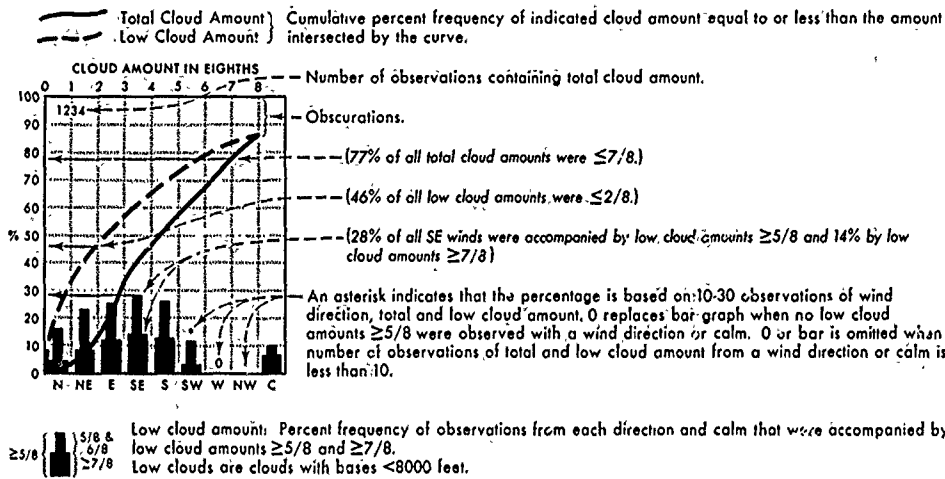 Total Cloud Amount } Cumulative percent frequency of indicated cloud amount equal to or less than the amount
Low Cloud Amount } intersected by the curve.
CLOUD AMOUNT IN EIGHTHS
0 1 2 3 4 5 6 7 8
Number of observations containing total cloud amount.
100
1234
90
Obscurations.
80
(77% of all total cloud amounts were ≤7/8.)
70
(46% of all low cloud amounts were ≤2/8.)
60
% 50
(28% of all SE winds were accompanied by low cloud amounts ≥5/8 and 14% by low
cloud amounts ≥7/8)
40
30
An asterisk indicates that the percentage is based on 10-30 observations of wind
direction, total and low cloud amount. 0 replaces bar graph when no low cloud
20
amounts ≥5/8 were observed with a wind direction or calm. 0 or bar is omitted when
10
number of observations of total and low cloud amount from a wind direction or calm is
less than 10.
0
* 0
N NE E SE S SW W NW C
≥5/8 { 5/8 &
6/8
≥7/8
Low cloud amount: Percent frequency of observations from each direction and calm that were accompanied by
low cloud amounts ≥5/8 and ≥7/8.
Low clouds are clouds with bases <8000 feet.